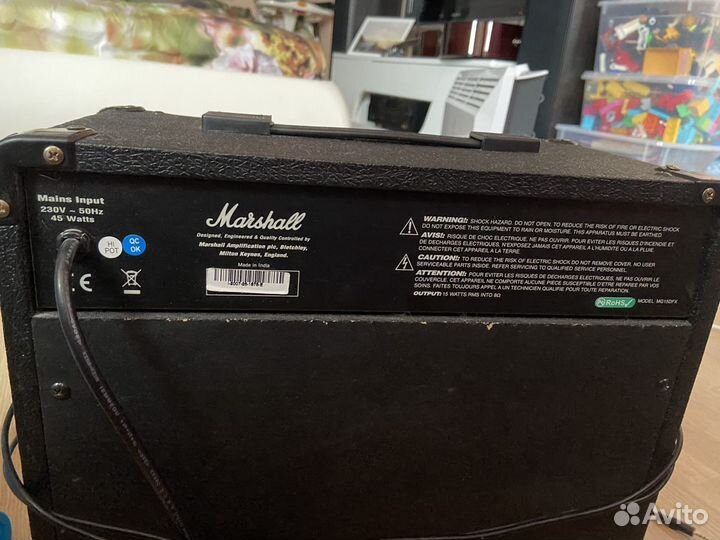 Mains Input
230V ~ 50Hz
45 Watts
HI
POT
QC
OK
CE
Marshall
Designed, Engineered & Quality Controlled by
Marshall Amplification plc, Bletchley,
Milton Keynes, England.
Made in India
WARNING!: SHOCK HAZARD. DO NOT OPEN. TO REDUCE THE RISK OF FIRE OR ELECTRIC SHOCK
DO NOT EXPOSE THIS EQUIPMENT TO RAIN OR MOISTURE. THIS APPARATUS MUST BE EARTHED.
AVIS: RISQUE DE CHOC ELECTRIQUE, NE PAS OUVRIR. POUR EVITER LES RISQUES D'INCENDIE ET
DE DECHARGES ELECTRIQUES, N'EXPOSEZ JAMAIS CET APPAREIL A L'HUMIDITE OU A LA PLUIE.
CONNECTER CET APPAREIL A LA TERRE.
CAUTION!: TO REDUCE THE RISK OF ELECTRIC SHOCK DO NOT REMOVE COVER. NO USER
SERVICEABLE PARTS INSIDE. REFER SERVICING TO QUALIFIED SERVICE PERSONNEL.
ATTENTION!: POUR EVITER LES RISQUES DE DECHARGES ELECTRIQUES, NE PAS ENLEVER LE
COUVERCLE. CET APPAREIL NE COMPORTE AUCUNE PIECE SUSCEPTIBLE D'ETRE REPAREE PAR VOS
SOINS. FAITES TOUJOURS APPEL A UN TECHNICIEN QUALIFIE POUR TOUTE REPARATION.
OUTPUT: 15 WATTS RMS INTO 8Ω
RoHS
MODEL: MG15DFX
Avito